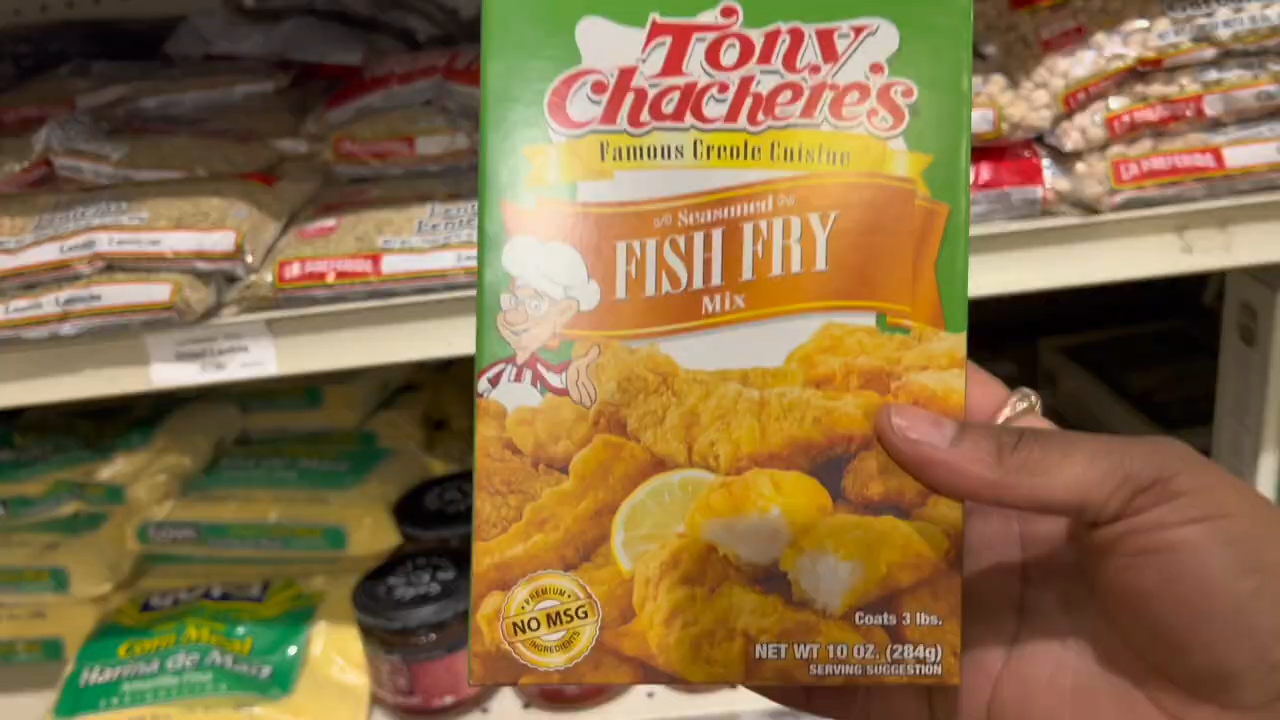 Tony
Chachere's
Famous Creole Cuisine
Seasoned
FISH FRY
Mix
PREMIUM
NO MSG
INGREDIENTS
Coats 3 lbs.
NET WT 10 OZ. (284g)
SERVING SUGGESTION
LA PREFERIDA
LA PREFERIDA
Corn Meal
Harina de Maiz